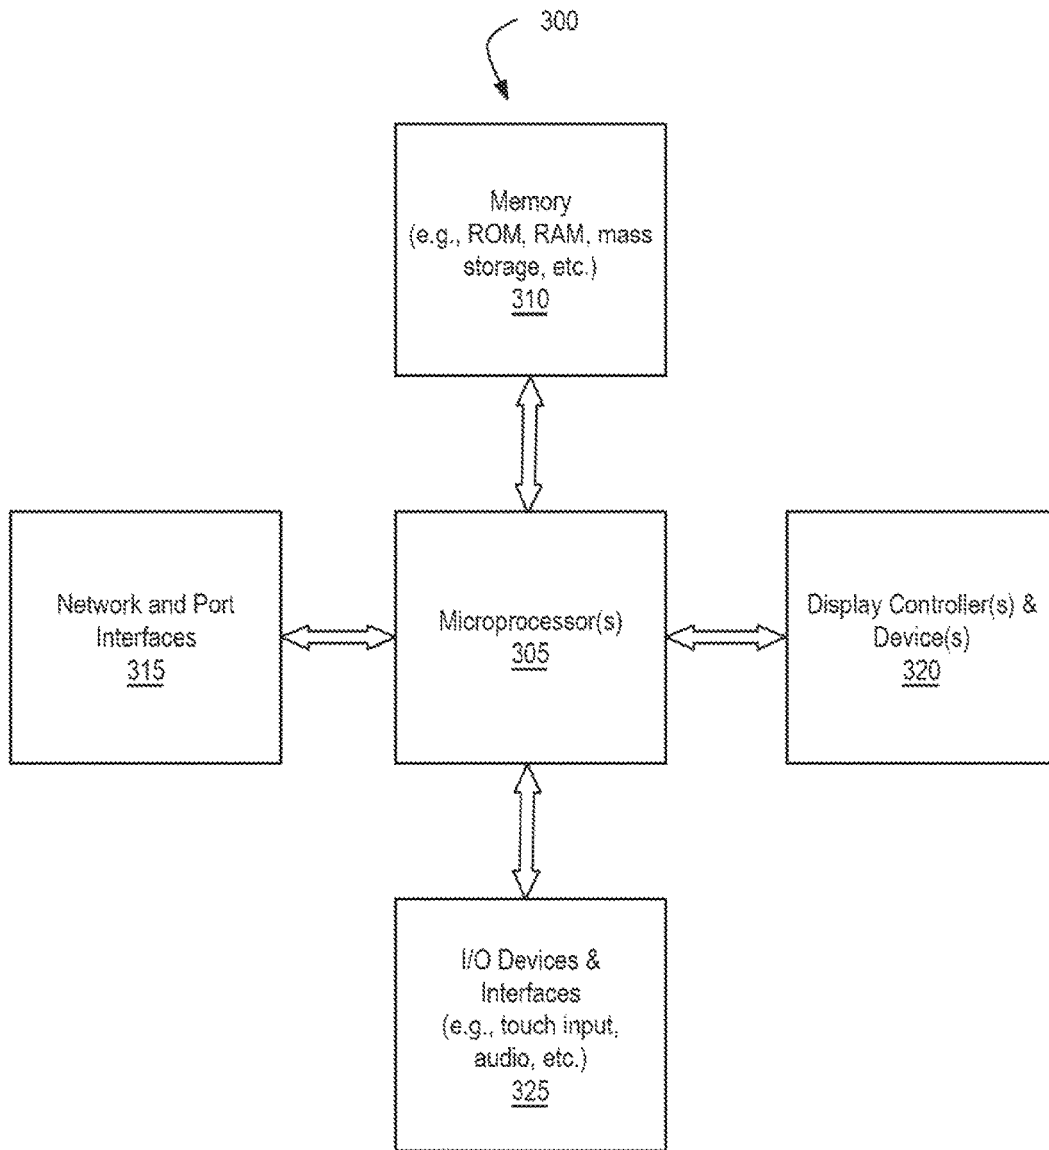 300
Memory
(e.g., ROM, RAM, mass
storage, etc.)
310
Network and Port
Interfaces
315
Microprocessor(s)
305
Display Controller(s) &
Device(s)
320
I/O Devices &
Interfaces
(e.g., touch input,
audio, etc.)
325